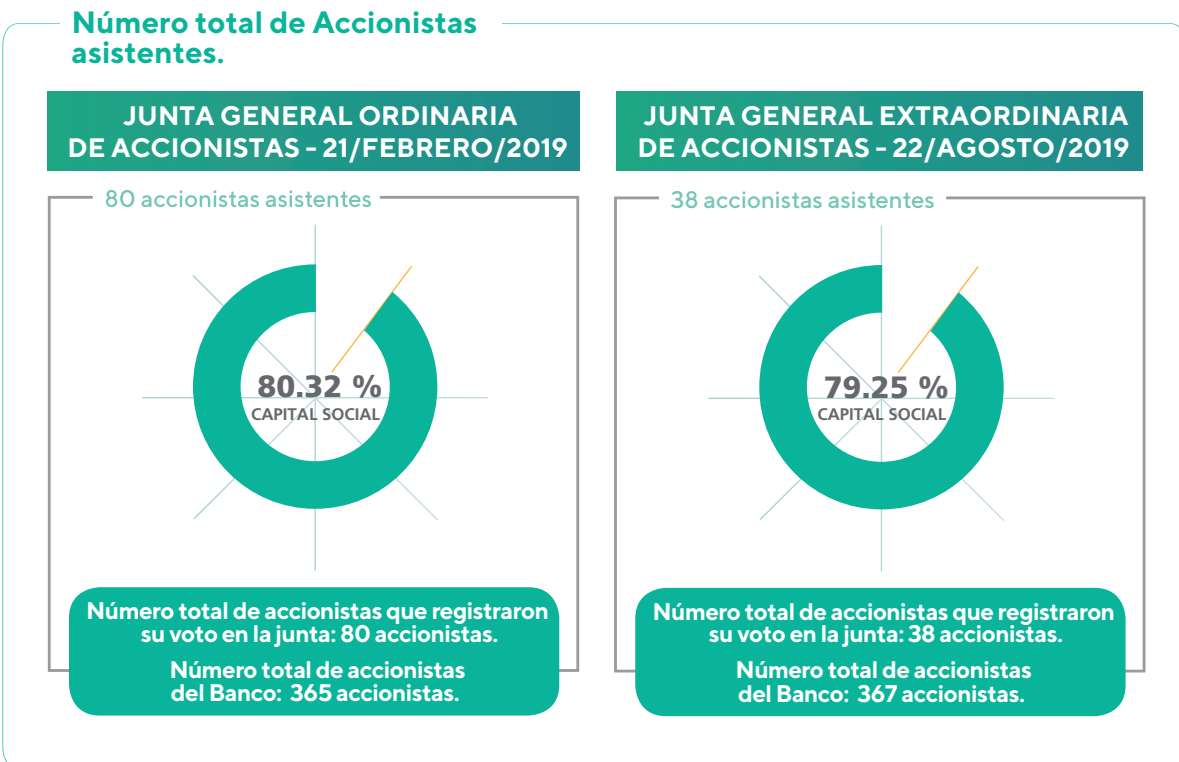 Número total de Accionistas
asistentes.
JUNTA GENERAL ORDINARIA
DE ACCIONISTAS - 21/FEBRERO/2019
80 accionistas asistentes
80.32 %
CAPITAL SOCIAL
Número total de accionistas que registraron
su voto en la junta: 80 accionistas.
Número total de accionistas
del Banco: 365 accionistas.
JUNTA GENERAL EXTRAORDINARIA
DE ACCIONISTAS - 22/AGOSTO/2019
38 accionistas asistentes
79.25 %
CAPITAL SOCIAL
Número total de accionistas que registraron
su voto en la junta: 38 accionistas.
Número total de accionistas
del Banco: 367 accionistas.